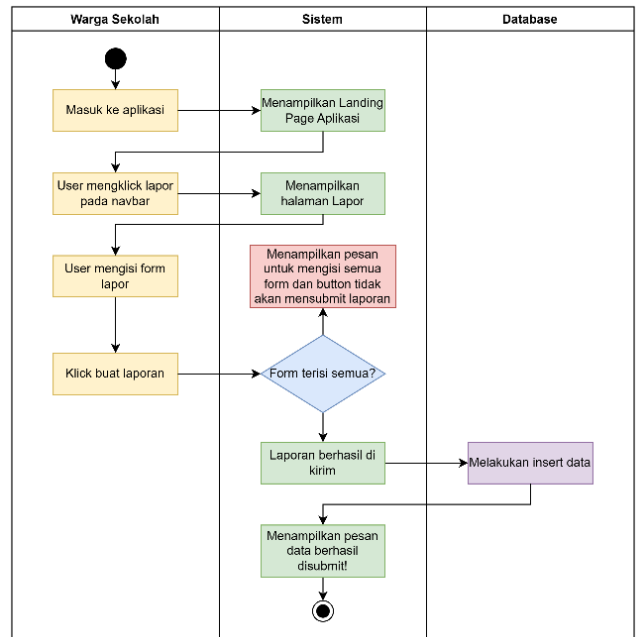 Warga Sekolah
Sistem
Database
Masuk ke aplikasi
Menampilkan Landing
Page Aplikasi
User mengklick lapor
pada navbar
Menampilkan
halaman Lapor
User mengisi form
lapor
Menampilkan pesan
untuk mengisi semua
form dan button tidak
akan mensubmit laporan
Klick buat laporan
Form terisi semua?
Laporan berhasil di
kirim
Melakukan insert data
Menampilkan pesan
data berhasil
disubmit!